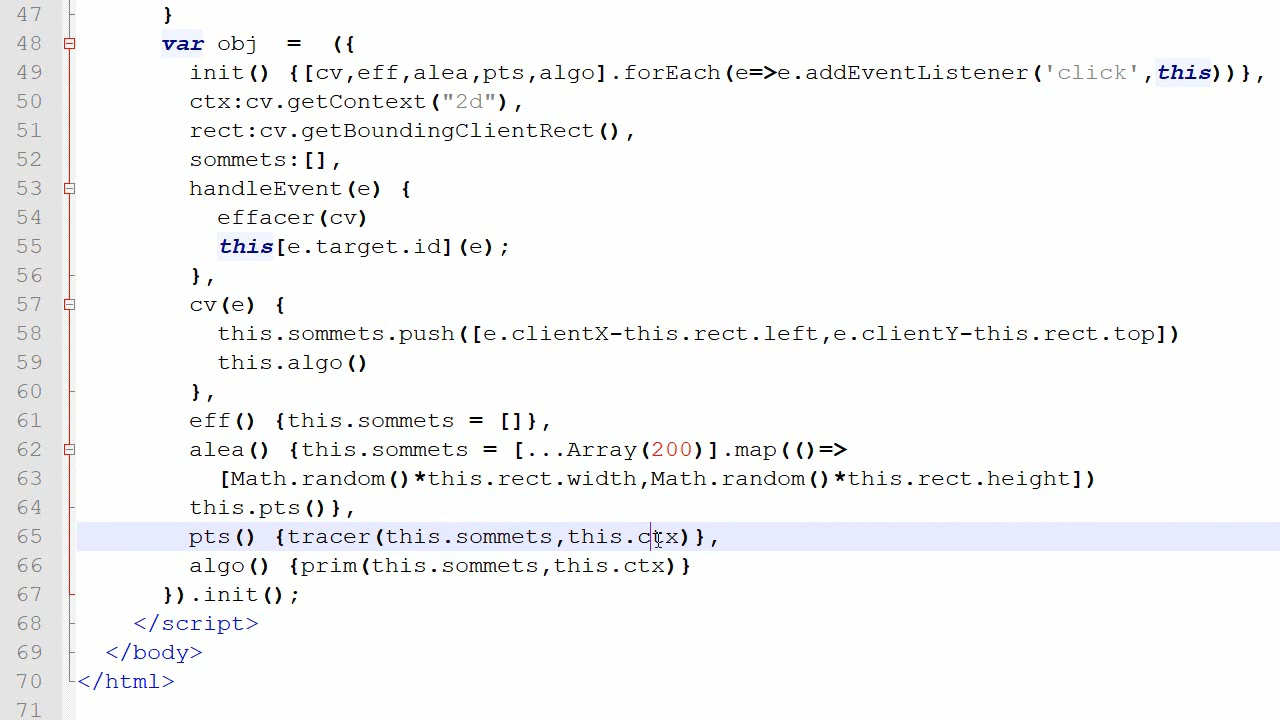 47 }
48 var obj = ({
49 init() {[cv,eff,alea,pts,algo].forEach(e=>e.addEventListener('click',this))},
50 ctx:cv.getContext("2d"),
51 rect:cv.getBoundingClientRect(),
52 sommets:[],
53 handleEvent(e) {
54 effacer(cv)
55 this[e.target.id](e);
56 },
57 cv(e) {
58 this.sommets.push([e.clientX-this.rect.left,e.clientY-this.rect.top])
59 this.algo()
60 },
61 eff() {this.sommets = []},
62 alea() {this.sommets = [...Array(200)].map(()=>
63 [Math.random()*this.rect.width,Math.random()*this.rect.height])
64 this.pts()},
65 pts() {tracer(this.sommets,this.ctx)},
66 algo() {prim(this.sommets,this.ctx)}
67 }).init();
68 </script>
69 </body>
70 </html>
71